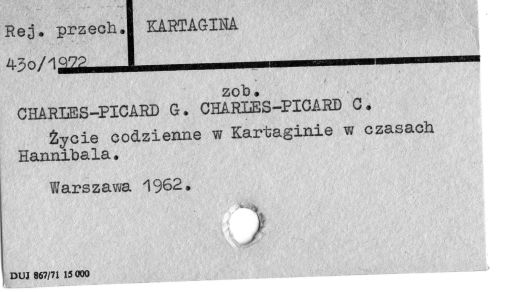 Rej. przech. KARTAGINA
430/1972
zob.
CHARLES-PICARD G. CHARLES-PICARD C.
Życie codzienne w Kartaginie w czasach
Hannibala.
Warszawa 1962.
DUJ 867/71 15 000